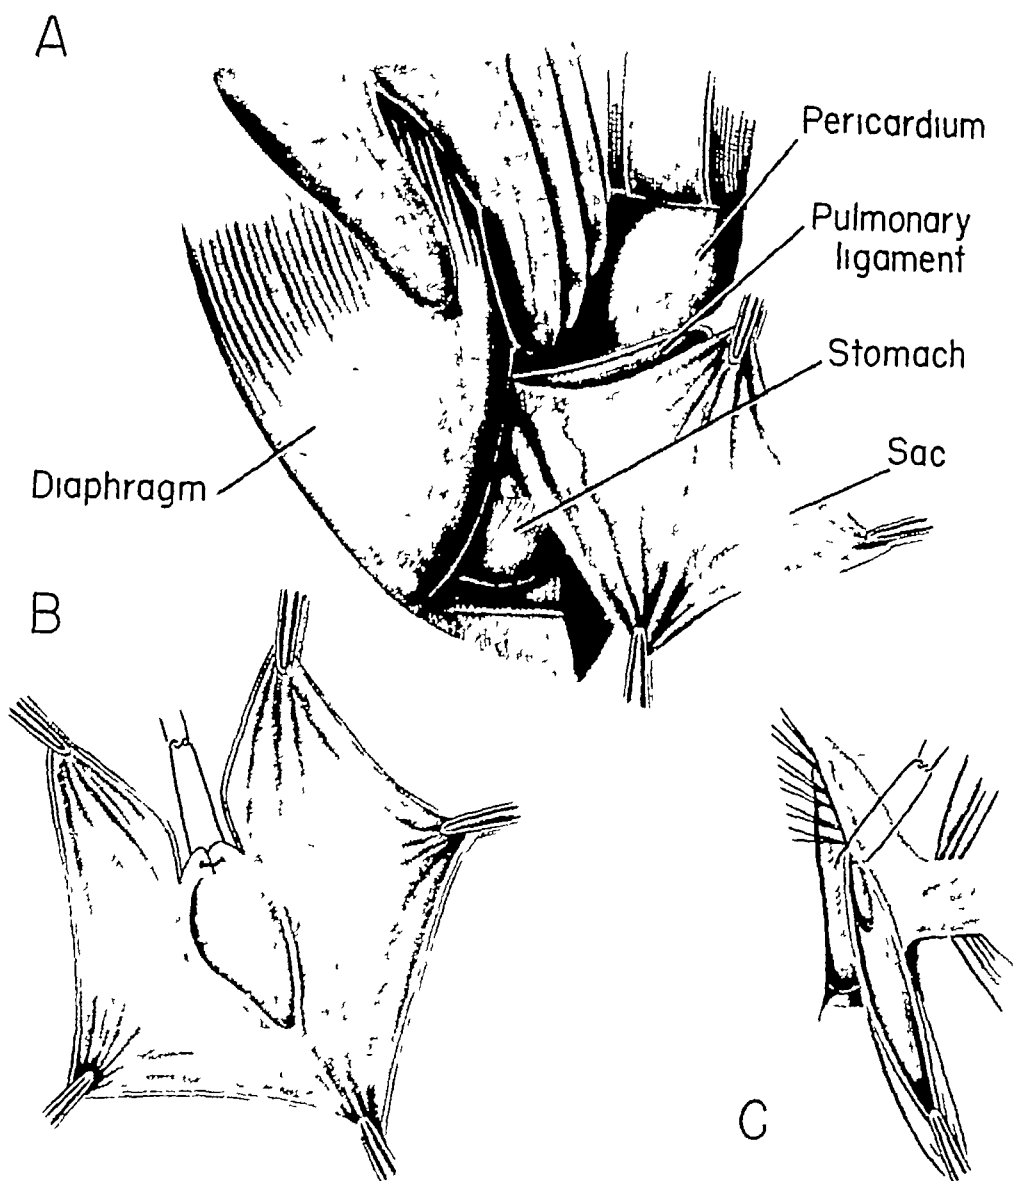 A
Pericardium
Pulmonary
ligament
Stomach
Sac
Diaphragm
B
C